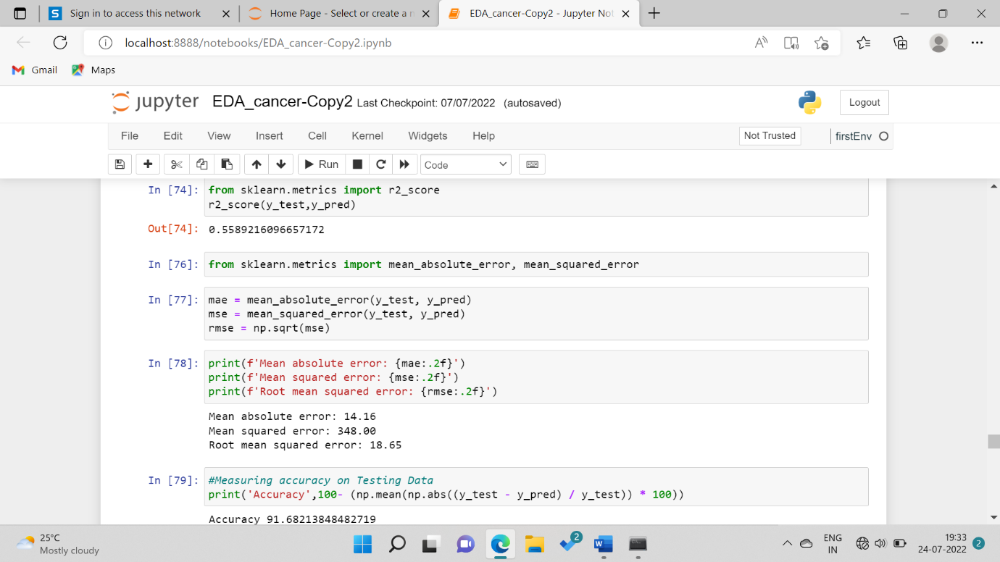 Sign in to access this network
Home Page - Select or create a n
EDA_cancer-Copy2 - Jupyter Not
localhost:8888/notebooks/EDA_cancer-Copy2.ipynb
Gmail
Maps
jupyter
EDA_cancer-Copy2 Last Checkpoint: 07/07/2022 (autosaved)
Logout
File Edit View Insert Cell Kernel Widgets Help
Not Trusted
firstEnv
Run
Code
In [74]: from sklearn.metrics import r2_score
r2_score(y_test,y_pred)
Out[74]: 0.5589216096657172
In [76]: from sklearn.metrics import mean_absolute_error, mean_squared_error
In [77]: mae = mean_absolute_error(y_test, y_pred)
mse = mean_squared_error(y_test, y_pred)
rmse = np.sqrt(mse)
In [78]: print(f'Mean absolute error: {mae:.2f}')
print(f'Mean squared error: {mse:.2f}')
print(f'Root mean squared error: {rmse:.2f}')
Mean absolute error: 14.16
Mean squared error: 348.00
Root mean squared error: 18.65
In [79]: #Measuring accuracy on Testing Data
print('Accuracy',100- (np.mean(np.abs((y_test - y_pred) / y_test)) * 100))
Accuracy 91.68213848482719
25°C
Mostly cloudy
2
ENG
IN
19:33
24-07-2022
2